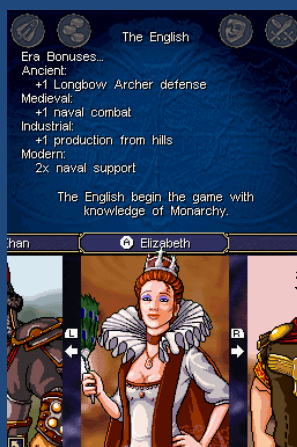 The English
Era Bonuses...
Ancient:
+1 Longbow Archer defense
Medieval:
+1 naval combat
Industrial:
+1 production from hills
Modern:
2x naval support
The English begin the game with
knowledge of Monarchy.
Khan
A Elizabeth
L
R